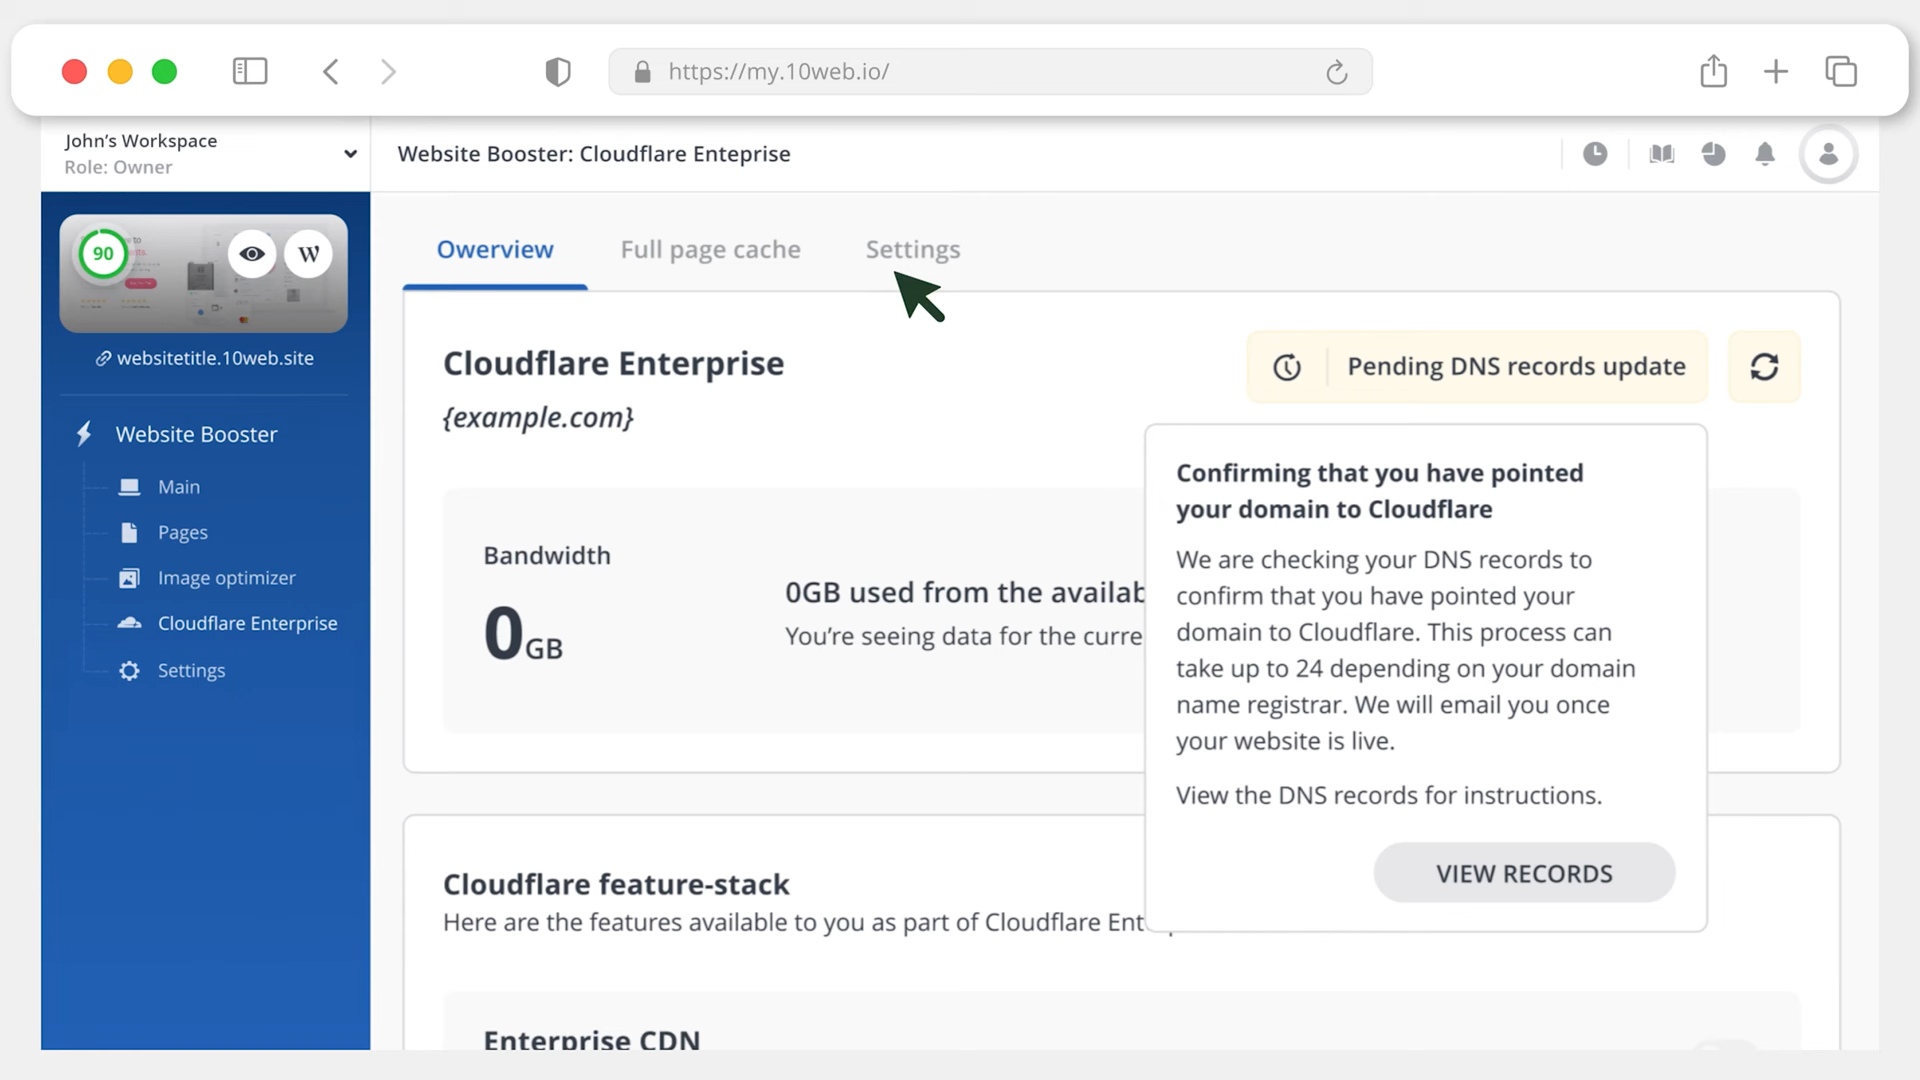 https://my.10web.io/
John's Workspace
Role: Owner
Website Booster: Cloudflare Enteprise
90
W
websitetitle.10web.site
Website Booster
Main
Pages
Image optimizer
Cloudflare Enterprise
Settings
Owerview
Full page cache
Settings
Cloudflare Enterprise
{example.com}
Pending DNS records update
Bandwidth
0GB
0GB used from the availab
You're seeing data for the curre
Confirming that you have pointed
your domain to Cloudflare
We are checking your DNS records to
confirm that you have pointed your
domain to Cloudflare. This process can
take up to 24 depending on your domain
name registrar. We will email you once
your website is live.
View the DNS records for instructions.
VIEW RECORDS
Cloudflare feature-stack
Here are the features available to you as part of Cloudflare Ent
Enterprise CDN